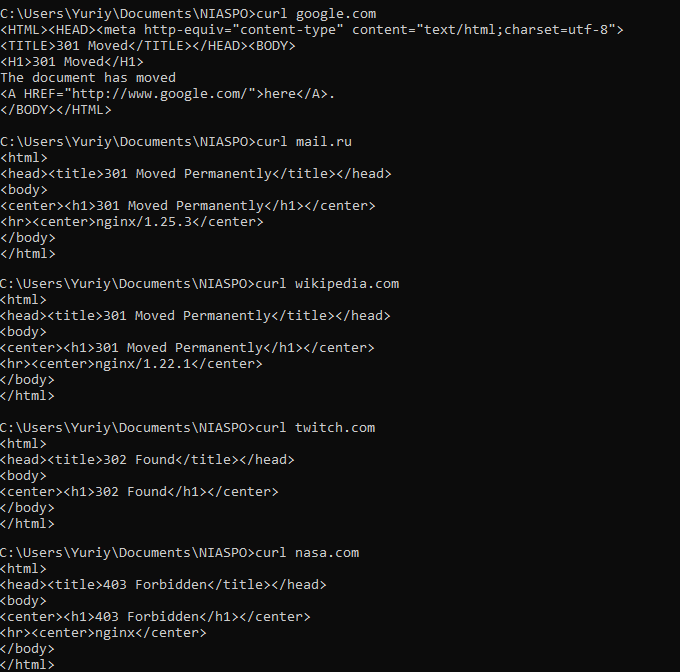 C:\Users\Yuriy\Documents\NIASPO>curl google.com
<HTML><HEAD><meta http-equiv="content-type" content="text/html;charset=utf-8">
<TITLE>301 Moved</TITLE></HEAD><BODY>
<H1>301 Moved</H1>
The document has moved
<A HREF="http://www.google.com/">here</A>.
</BODY></HTML>

C:\Users\Yuriy\Documents\NIASPO>curl mail.ru
<html>
<head><title>301 Moved Permanently</title></head>
<body>
<center><h1>301 Moved Permanently</h1></center>
<hr><center>nginx/1.25.3</center>
</body>
</html>

C:\Users\Yuriy\Documents\NIASPO>curl wikipedia.com
<html>
<head><title>301 Moved Permanently</title></head>
<body>
<center><h1>301 Moved Permanently</h1></center>
<hr><center>nginx/1.22.1</center>
</body>
</html>

C:\Users\Yuriy\Documents\NIASPO>curl twitch.com
<html>
<head><title>302 Found</title></head>
<body>
<center><h1>302 Found</h1></center>
</body>
</html>

C:\Users\Yuriy\Documents\NIASPO>curl nasa.com
<html>
<head><title>403 Forbidden</title></head>
<body>
<center><h1>403 Forbidden</h1></center>
<hr><center>nginx</center>
</body>
</html>